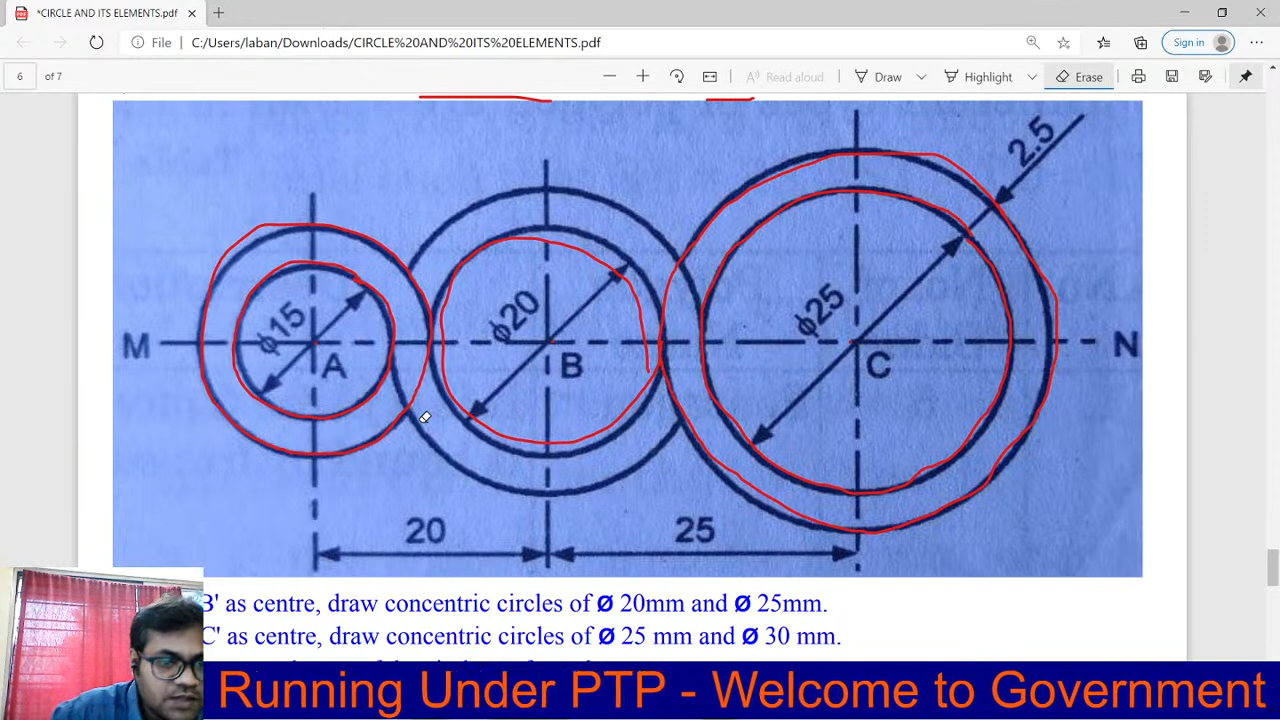 *CIRCLE AND ITS ELEMENTS.pdf
File C:/Users/laban/Downloads/CIRCLE%20AND%20ITS%20ELEMENTS.pdf Sign in
6 of 7 Read aloud Draw Highlight Erase
2.5
ϕ15 ϕ20 ϕ25
M A B C N
20 25
B' as centre, draw concentric circles of Ø 20mm and Ø 25mm.
C' as centre, draw concentric circles of Ø 25 mm and Ø 30 mm.
Running Under PTP - Welcome to Government